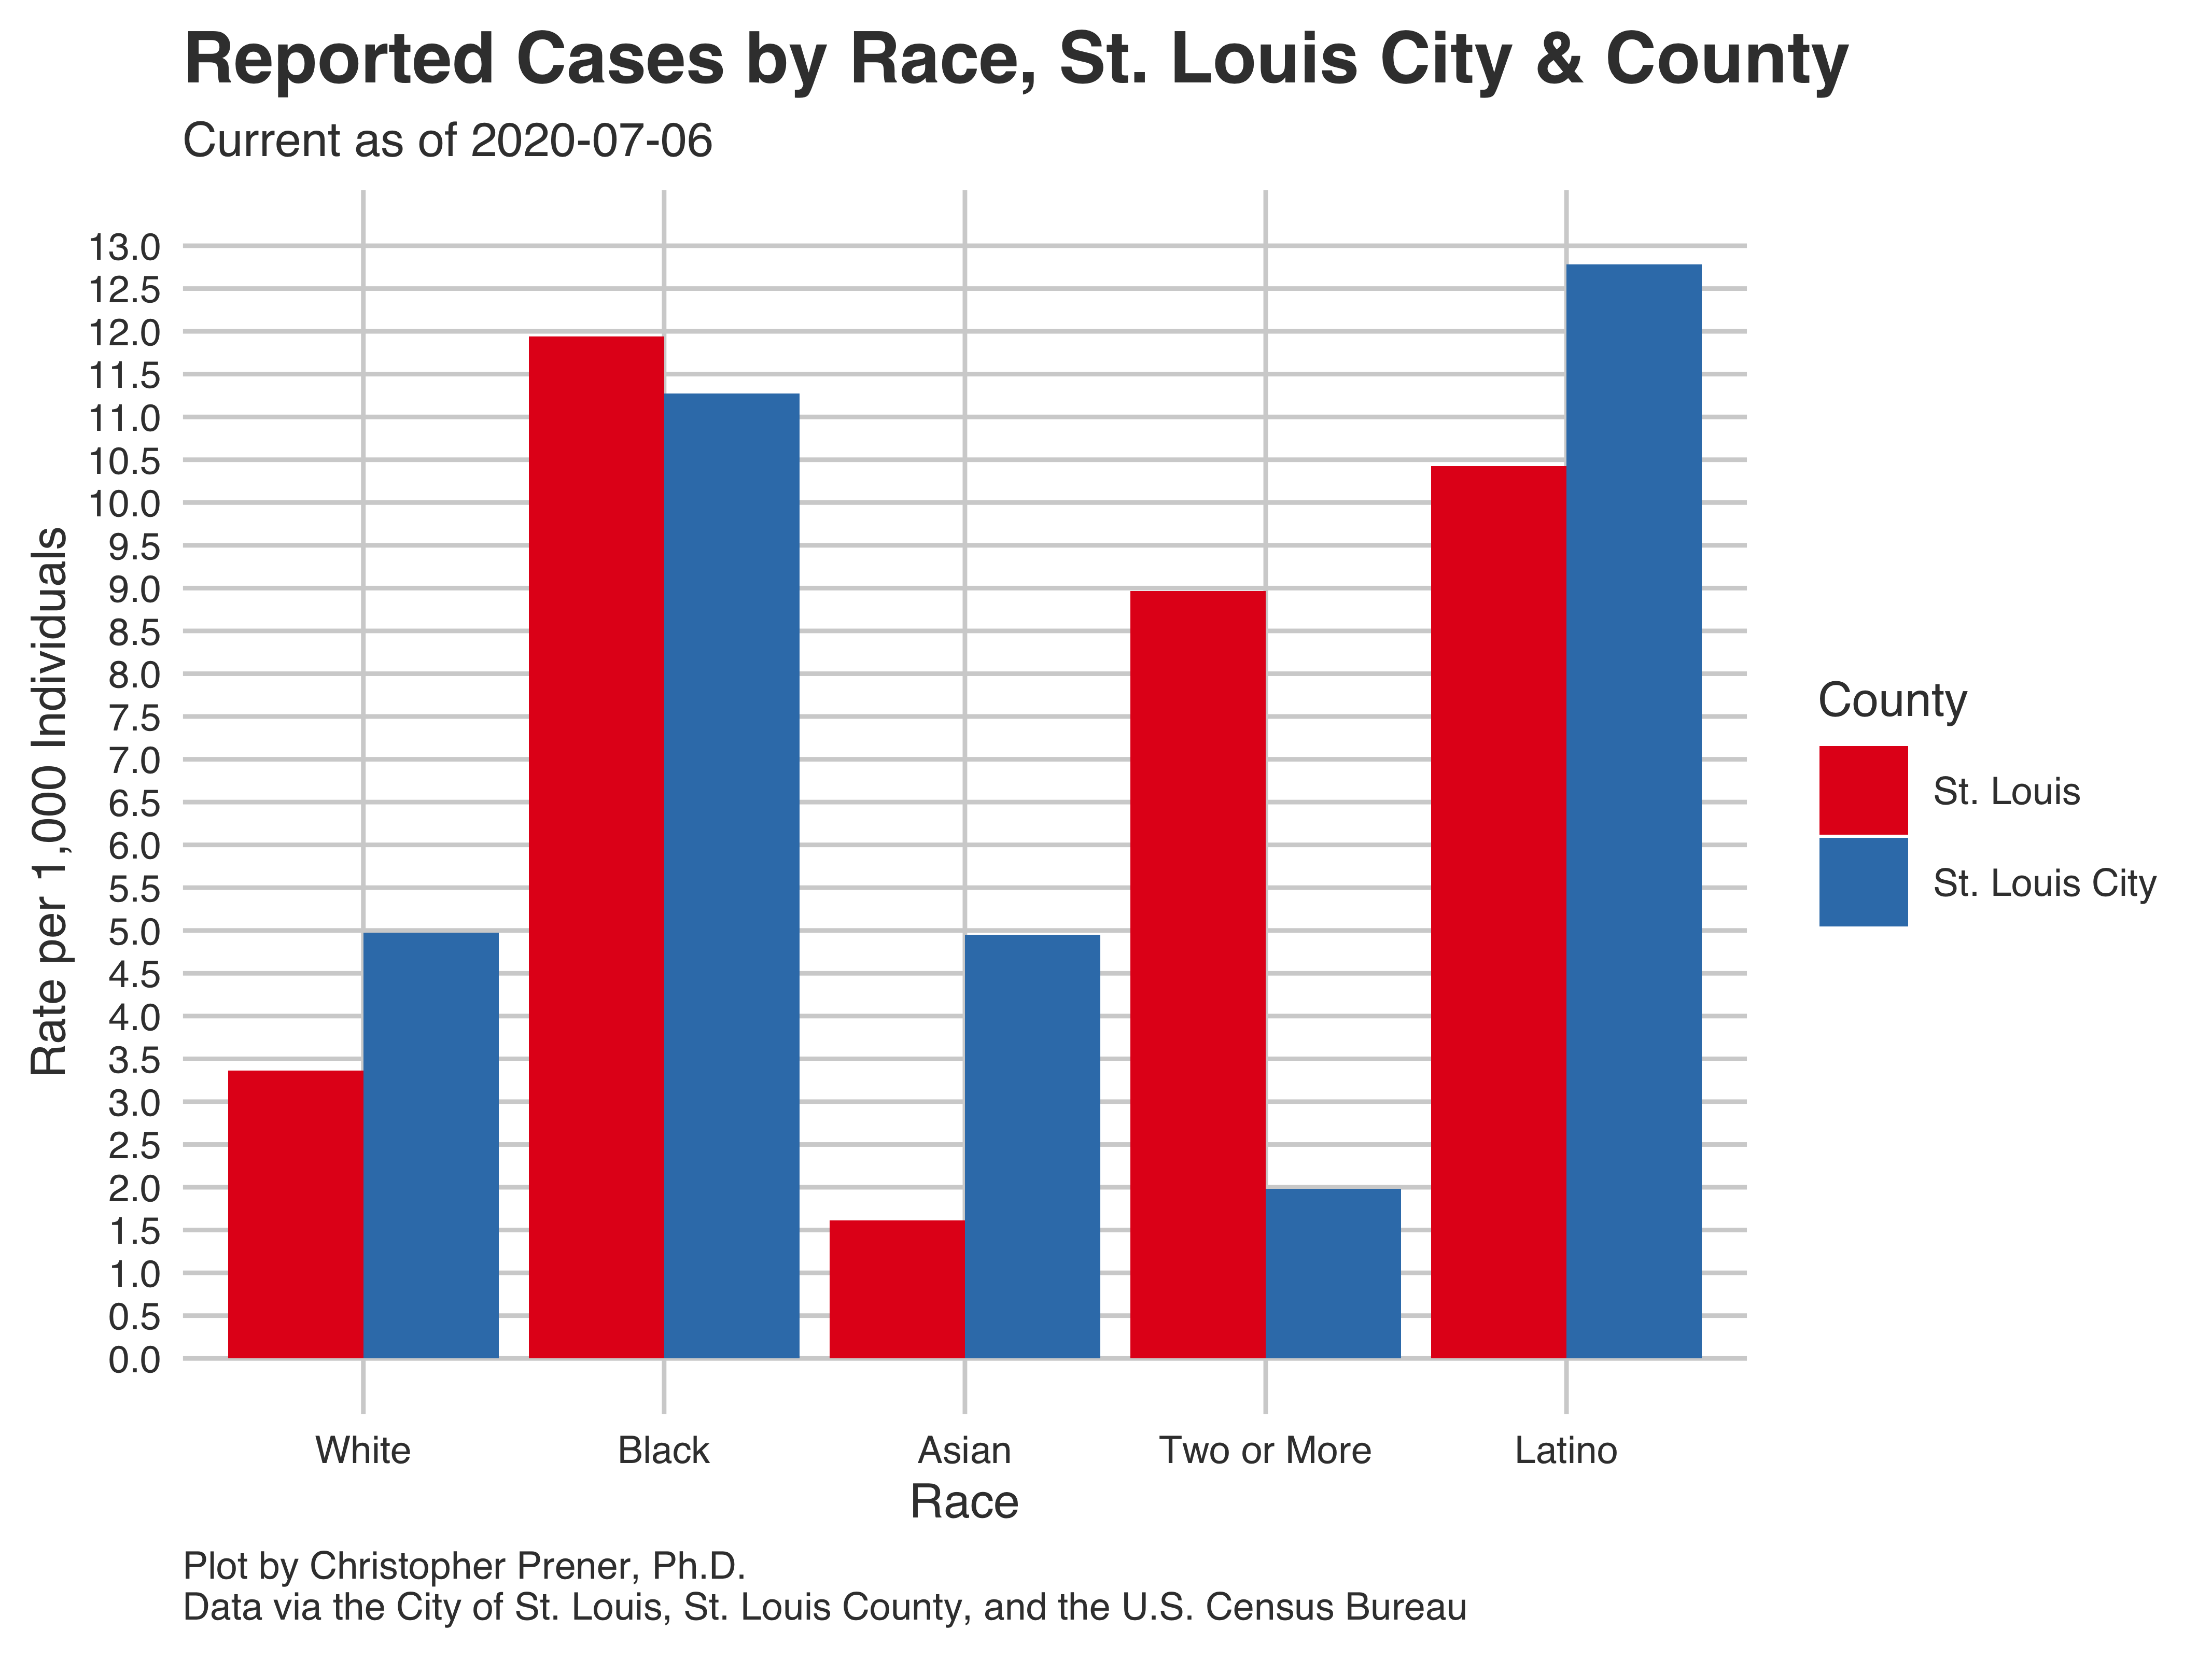 Reported Cases by Race, St. Louis City & County
Current as of 2020-07-06
Rate per 1,000 Individuals
13.0
12.5
12.0
11.5
11.0
10.5
10.0
9.5
9.0
8.5
8.0
7.5
7.0
6.5
6.0
5.5
5.0
4.5
4.0
3.5
3.0
2.5
2.0
1.5
1.0
0.5
0.0
White Black Asian Two or More Latino
Race
County
St. Louis
St. Louis City
Plot by Christopher Prener, Ph.D.
Data via the City of St. Louis, St. Louis County, and the U.S. Census Bureau